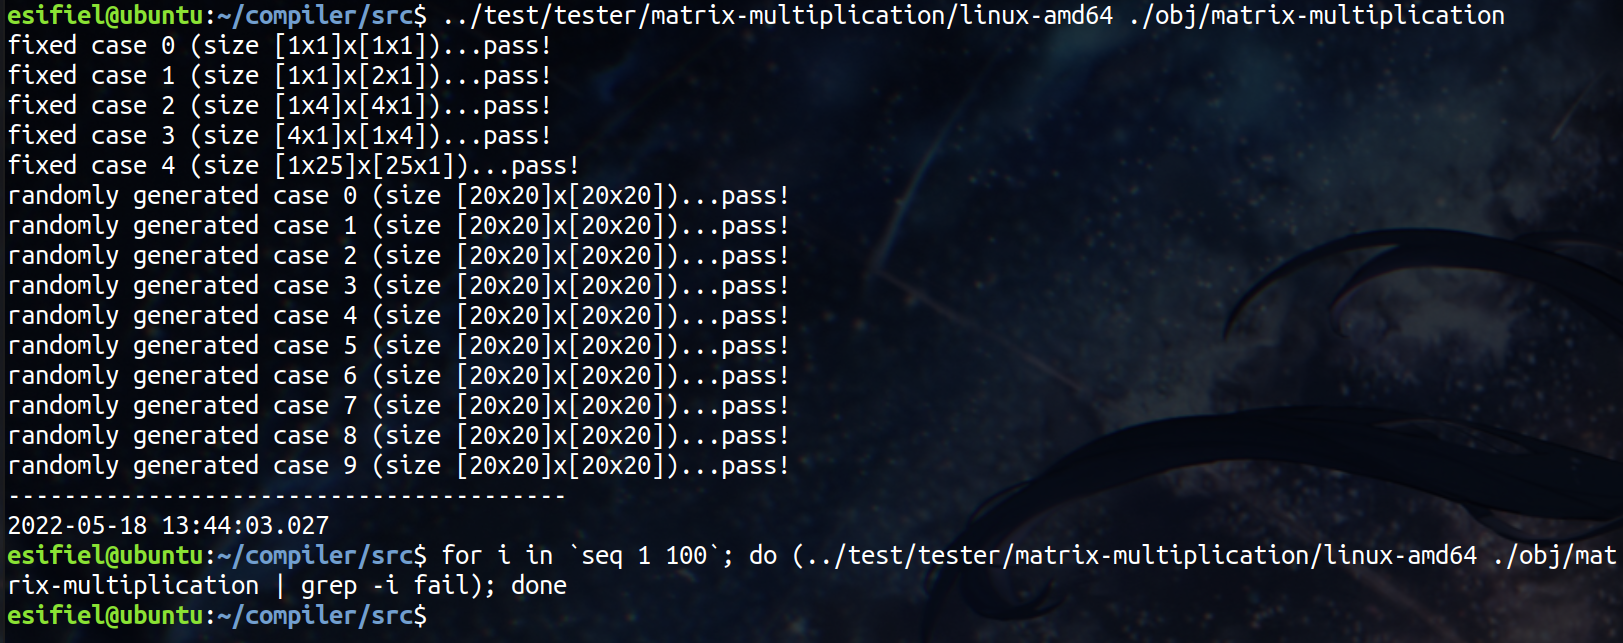 esifiel@ubuntu:~/compiler/src$ ../test/tester/matrix-multiplication/linux-amd64 ./obj/matrix-multiplication
fixed case 0 (size [1x1]x[1x1])...pass!
fixed case 1 (size [1x1]x[2x1])...pass!
fixed case 2 (size [1x4]x[4x1])...pass!
fixed case 3 (size [4x1]x[1x4])...pass!
fixed case 4 (size [1x25]x[25x1])...pass!
randomly generated case 0 (size [20x20]x[20x20])...pass!
randomly generated case 1 (size [20x20]x[20x20])...pass!
randomly generated case 2 (size [20x20]x[20x20])...pass!
randomly generated case 3 (size [20x20]x[20x20])...pass!
randomly generated case 4 (size [20x20]x[20x20])...pass!
randomly generated case 5 (size [20x20]x[20x20])...pass!
randomly generated case 6 (size [20x20]x[20x20])...pass!
randomly generated case 7 (size [20x20]x[20x20])...pass!
randomly generated case 8 (size [20x20]x[20x20])...pass!
randomly generated case 9 (size [20x20]x[20x20])...pass!
----------------------------------------
2022-05-18 13:44:03.027
esifiel@ubuntu:~/compiler/src$ for i in `seq 1 100`; do (../test/tester/matrix-multiplication/linux-amd64 ./obj/mat
rix-multiplication | grep -i fail); done
esifiel@ubuntu:~/compiler/src$